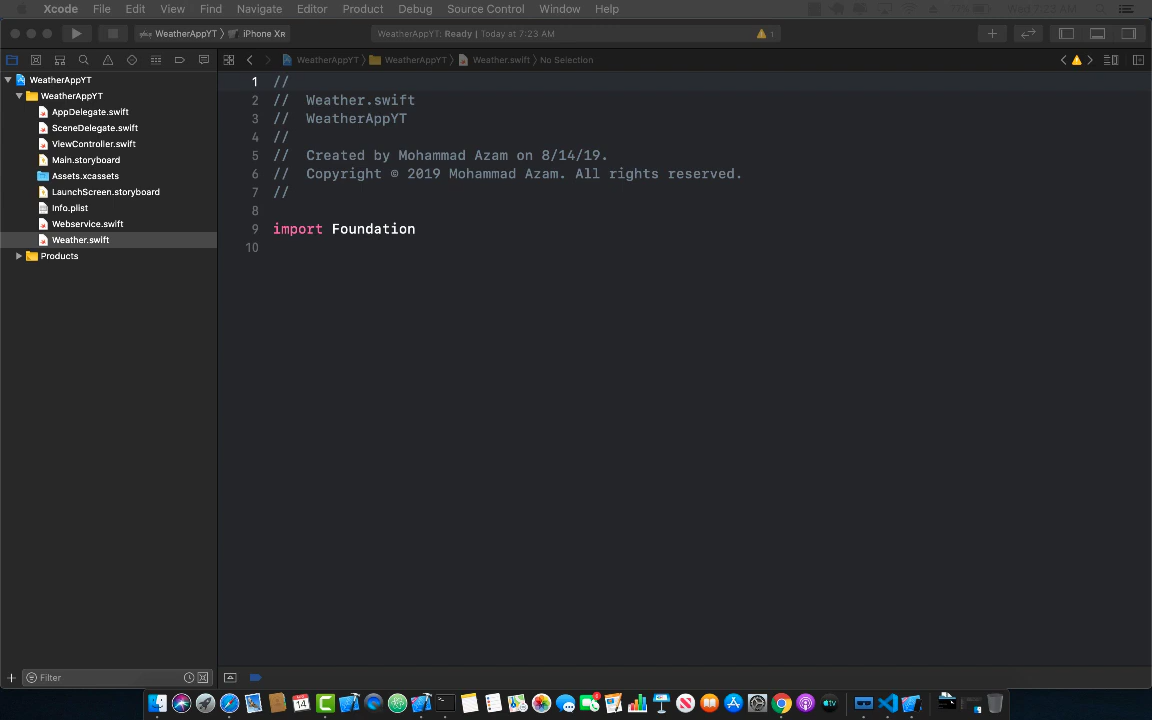 Xcode File Edit View Find Navigate Editor Product Debug Source Control Window Help
WeatherAppYT iPhone XR WeatherAppYT: Ready | Today at 7:23 AM 1
WeatherAppYT WeatherAppYT Weather.swift No Selection
WeatherAppYT
WeatherAppYT
AppDelegate.swift
SceneDelegate.swift
ViewController.swift
Main.storyboard
Assets.xcassets
LaunchScreen.storyboard
Info.plist
Webservice.swift
Weather.swift
Products
1 //
2 // Weather.swift
3 // WeatherAppYT
4 //
5 // Created by Mohammad Azam on 8/14/19.
6 // Copyright © 2019 Mohammad Azam. All rights reserved.
7 //
8
9 import Foundation
10
Filter
14
tv